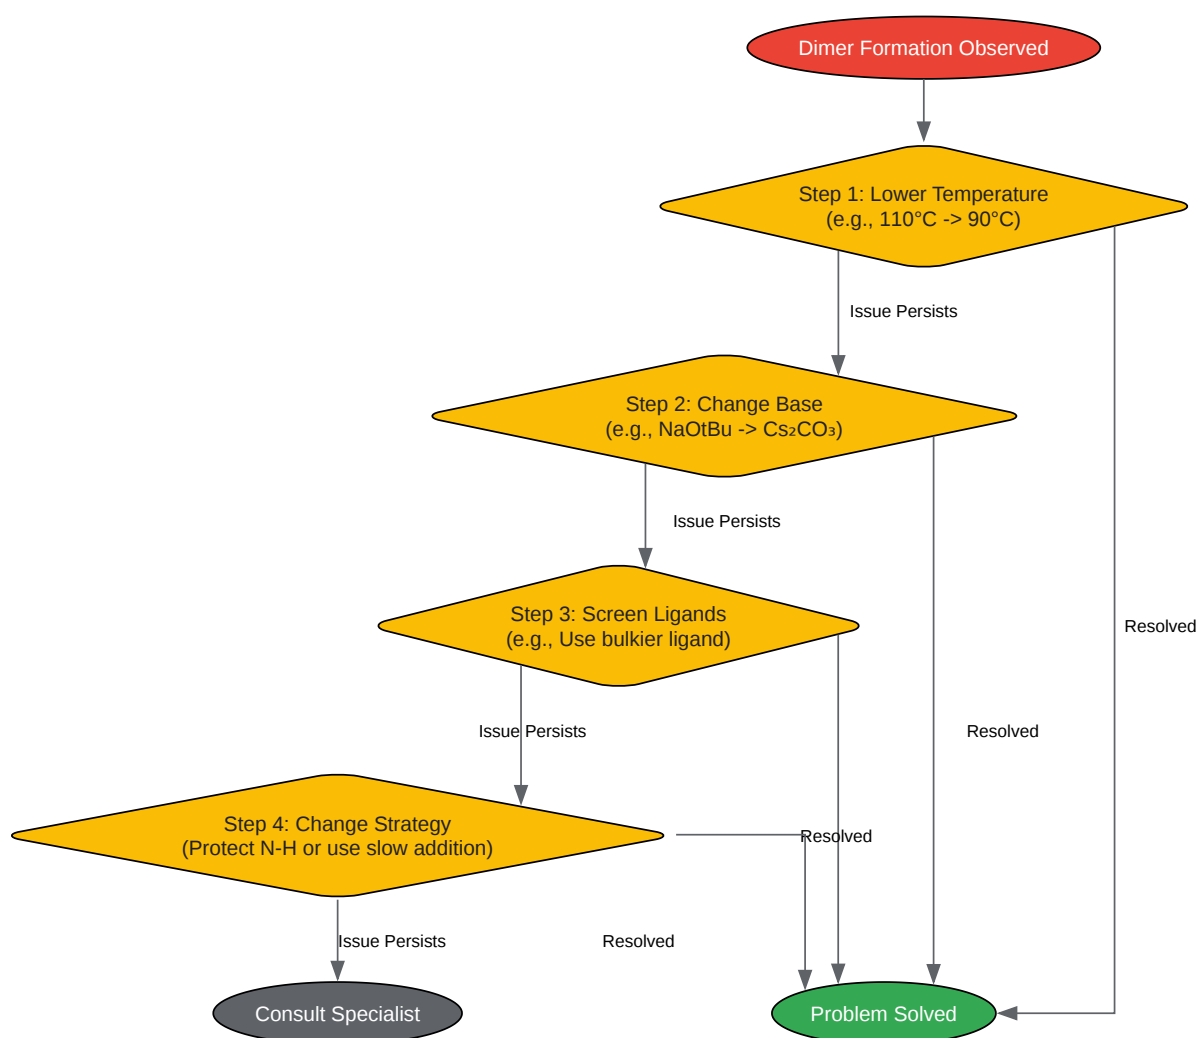 Dimer Formation Observed
Step 1: Lower Temperature
(e.g., 110°C -> 90°C)
Issue Persists
Step 2: Change Base
(e.g., NaOtBu -> Cs₂CO₃)
Issue Persists
Step 3: Screen Ligands
(e.g., Use bulkier ligand)
Resolved
Issue Persists
Resolved
Step 4: Change Strategy
(Protect N-H or use slow addition)
Resolved
Issue Persists
Resolved
Consult Specialist
Problem Solved